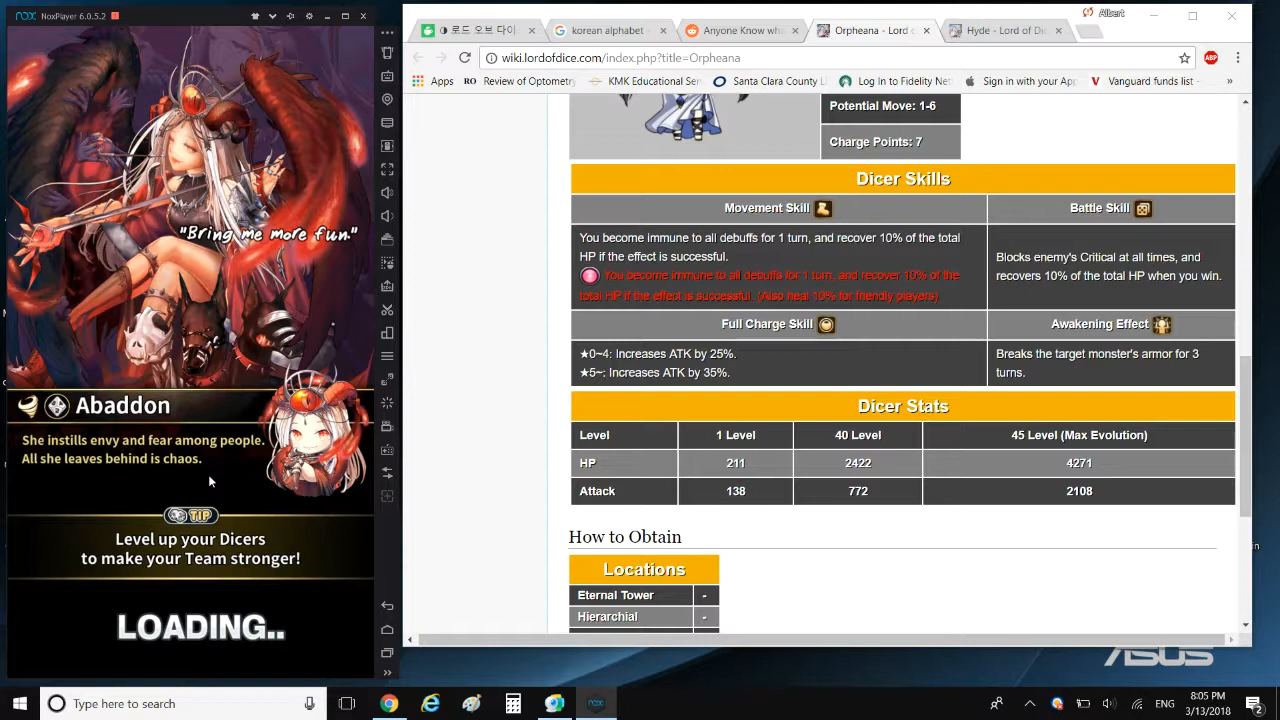 NoxPlayer 6.0.5.2
"Bring me more fun."
Abaddon
She instills envy and fear among people.
All she leaves behind is chaos.
TIP
Level up your Dicers
to make your Team stronger!
LOADING..
로드 오브 다이
korean alphabet -
Anyone Know wha
Orpheana - Lord o
Hyde - Lord of Di
Albert
wiki.lordofdice.com/index.php?title=Orpheana
ABP
Apps
RO Review of Optometry
KMK Educational Serv
Santa Clara County
Log In to Fidelity Net
Sign in with your App
Vanguard funds list -
»
Potential Move: 1-6
Charge Points: 7
Dicer Skills
Movement Skill
Battle Skill
You become immune to all debuffs for 1 turn, and recover 10% of the total
HP if the effect is successful.
You become immune to all debuffs for 1 turn, and recover 10% of the
total HP if the effect is successful. (Also heal 10% for friendly players)
Blocks enemy's Critical at all times, and
recovers 10% of the total HP when you win.
Full Charge Skill
Awakening Effect
★0~4: Increases ATK by 25%.
★5~: Increases ATK by 35%.
Breaks the target monster's armor for 3
turns.
Dicer Stats
Level 1 Level 40 Level 45 Level (Max Evolution)
HP 211 2422 4271
Attack 138 772 2108
How to Obtain
Locations
Eternal Tower -
Hierarchial -
ASUS
Type here to search
ENG
8:05 PM
3/13/2018
2